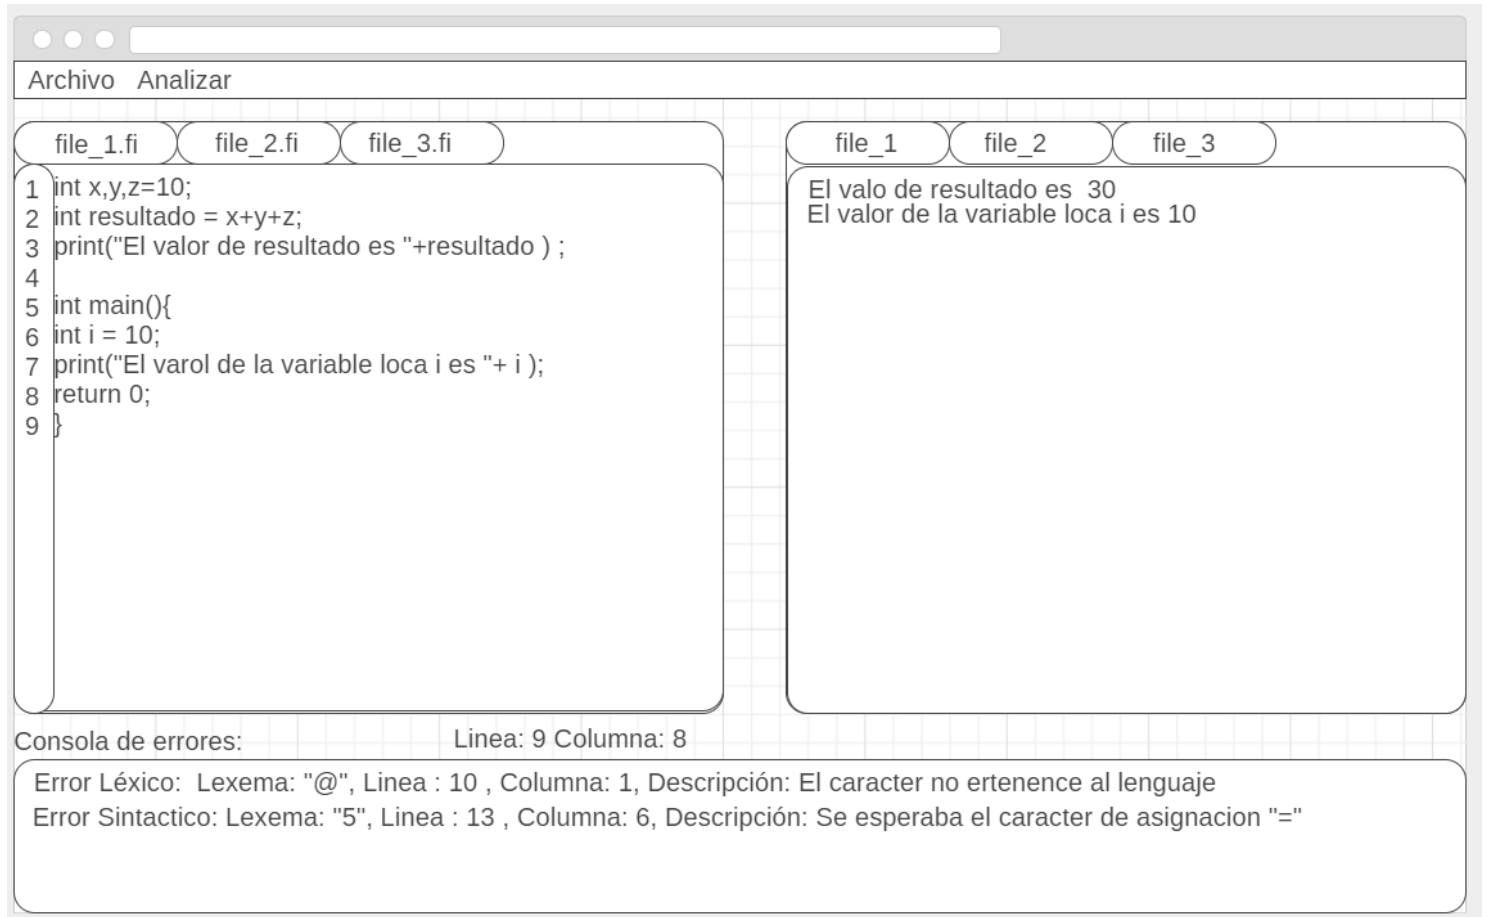 Archivo Analizar
file_1.fi file_2.fi file_3.fi
1 int x,y,z=10;
2 int resultado = x+y+z;
3 print("El valor de resultado es "+resultado ) ;
4
5 int main(){
6 int i = 10;
7 print("El varol de la variable loca i es "+ i );
8 return 0;
9 }
file_1 file_2 file_3
El valo de resultado es 30
El valor de la variable loca i es 10
Consola de errores: Linea: 9 Columna: 8
Error Léxico: Lexema: "@", Linea : 10 , Columna: 1, Descripción: El caracter no ertenence al lenguaje
Error Sintactico: Lexema: "5", Linea : 13 , Columna: 6, Descripción: Se esperaba el caracter de asignacion "="